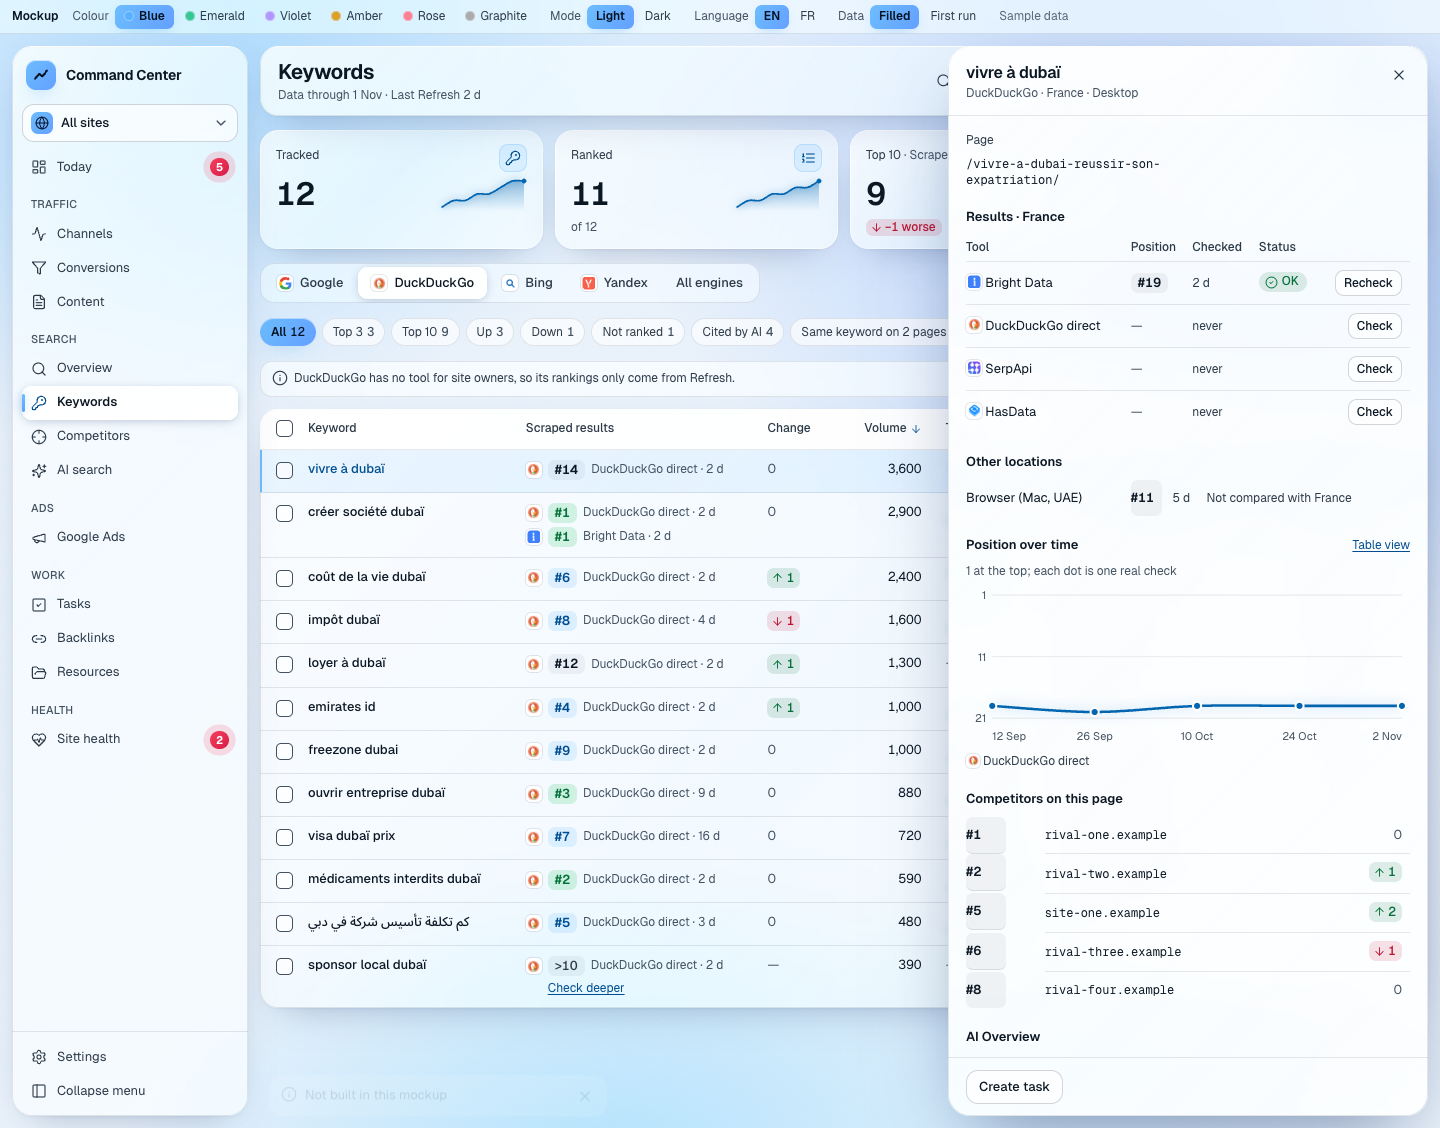 Mockup Colour Blue Emerald Violet Amber Rose Graphite Mode Light Dark Language EN FR Data Filled First run Sample data
Command Center
All sites
Today 5
TRAFFIC
Channels
Conversions
Content
SEARCH
Overview
Keywords
Competitors
AI search
ADS
Google Ads
WORK
Tasks
Backlinks
Resources
HEALTH
Site health 2
Settings
Collapse menu
Keywords
Data through 1 Nov · Last Refresh 2 d
Tracked
12
Ranked
11
of 12
Top 10 · Scrape
9
↓ −1 worse
Google DuckDuckGo Bing Yandex All engines
All 12 Top 3 3 Top 10 9 Up 3 Down 1 Not ranked 1 Cited by AI 4 Same keyword on 2 pages
DuckDuckGo has no tool for site owners, so its rankings only come from Refresh.
Keyword Scraped results Change Volume ↓
vivre à dubaï #14 DuckDuckGo direct · 2 d 0 3,600
créer société dubaï #1 DuckDuckGo direct · 2 d 0 2,900
#1 Bright Data · 2 d
coût de la vie dubaï #6 DuckDuckGo direct · 2 d ↑ 1 2,400
impôt dubaï #8 DuckDuckGo direct · 4 d ↓ 1 1,600
loyer à dubaï #12 DuckDuckGo direct · 2 d ↑ 1 1,300
emirates id #4 DuckDuckGo direct · 2 d ↑ 1 1,000
freezone dubai #9 DuckDuckGo direct · 2 d 0 1,000
ouvrir entreprise dubaï #3 DuckDuckGo direct · 9 d 0 880
visa dubaï prix #7 DuckDuckGo direct · 16 d 0 720
médicaments interdits dubaï #2 DuckDuckGo direct · 2 d 0 590
كم تكلفة تأسيس شركة في دبي #5 DuckDuckGo direct · 3 d 0 480
sponsor local dubaï >10 DuckDuckGo direct · 2 d — 390
Check deeper
Not built in this mockup
vivre à dubaï
DuckDuckGo · France · Desktop
Page
/vivre-a-dubai-reussir-son-
expatriation/
Results · France
Tool Position Checked Status
Bright Data #19 2 d OK Recheck
DuckDuckGo direct — never Check
SerpApi — never Check
HasData — never Check
Other locations
Browser (Mac, UAE) #11 5 d Not compared with France
Position over time Table view
1 at the top; each dot is one real check
1
11
21
12 Sep 26 Sep 10 Oct 24 Oct 2 Nov
DuckDuckGo direct
Competitors on this page
#1 rival-one.example 0
#2 rival-two.example ↑ 1
#5 site-one.example ↑ 2
#6 rival-three.example ↓ 1
#8 rival-four.example 0
AI Overview
Create task